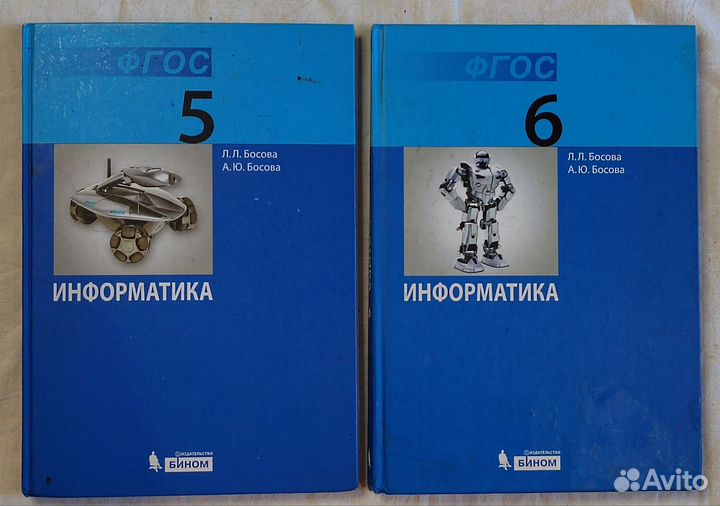 ФГОС
5
Л.Л. Босова
А.Ю. Босова
ИНФОРМАТИКА
ИЗДАТЕЛЬСТВО
БИНОМ
ФГОС
6
Л.Л. Босова
А.Ю. Босова
ИНФОРМАТИКА
ИЗДАТЕЛЬСТВО
БИНОМ
Avito